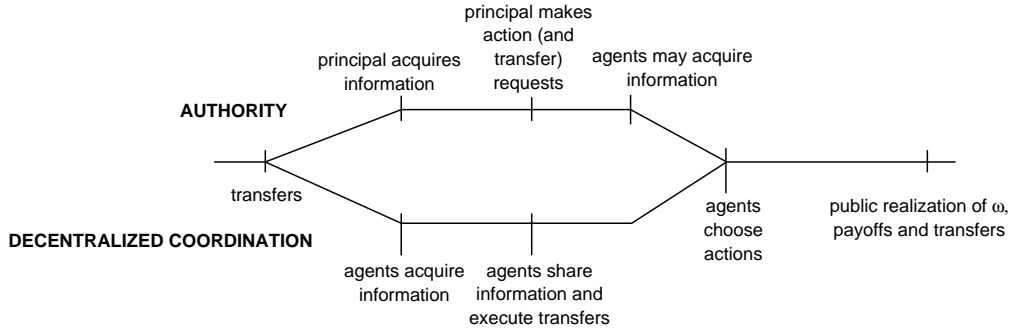 principal makes
action (and
transfer)
requests
principal acquires
information
agents may acquire
information
AUTHORITY
transfers
agents
choose
actions
public realization of ω,
payoffs and transfers
DECENTRALIZED COORDINATION
agents acquire
information
agents share
information and
execute transfers